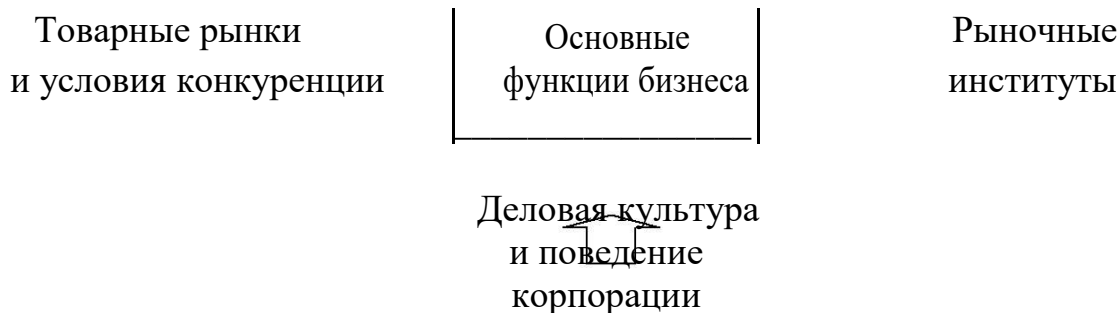 Товарные рынки
и условия конкуренции
Основные
функции бизнеса
Рыночные
институты
Деловая культура
и поведение
корпорации